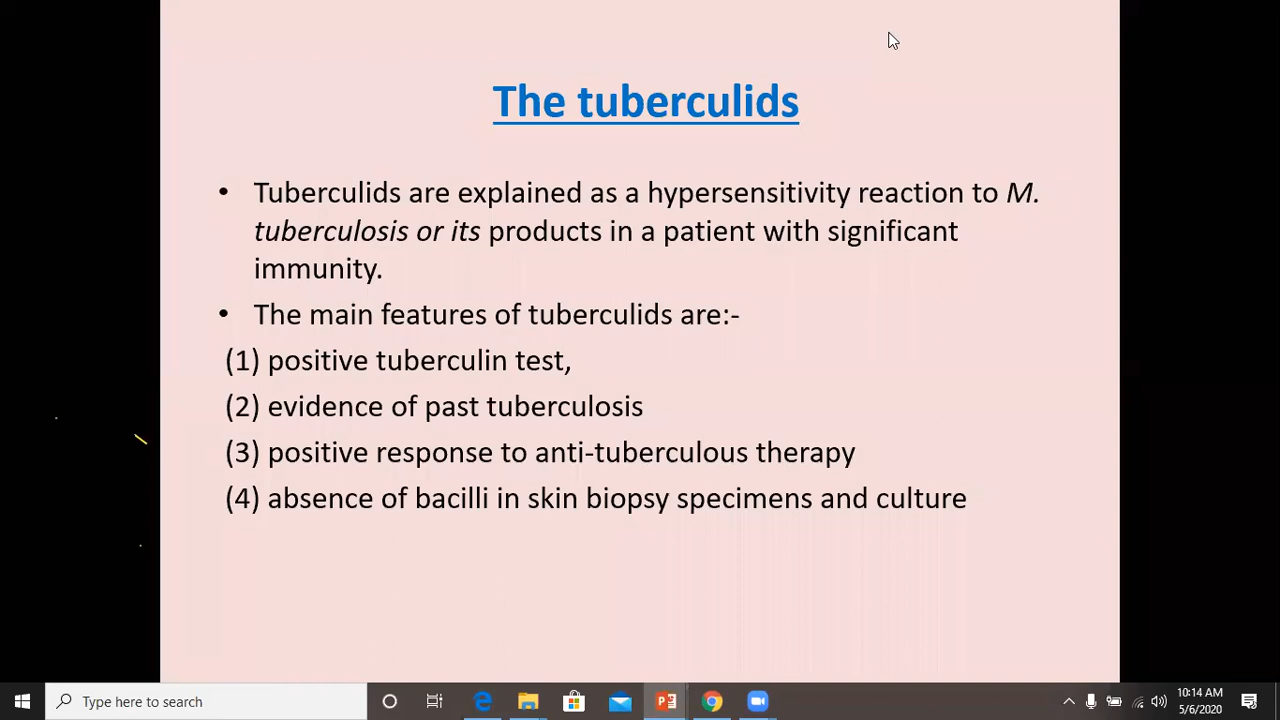 The tuberculids
• Tuberculids are explained as a hypersensitivity reaction to M.
tuberculosis or its products in a patient with significant
immunity.
• The main features of tuberculids are:-
(1) positive tuberculin test,
(2) evidence of past tuberculosis
(3) positive response to anti-tuberculous therapy
(4) absence of bacilli in skin biopsy specimens and culture
Type here to search
10:14 AM
5/6/2020